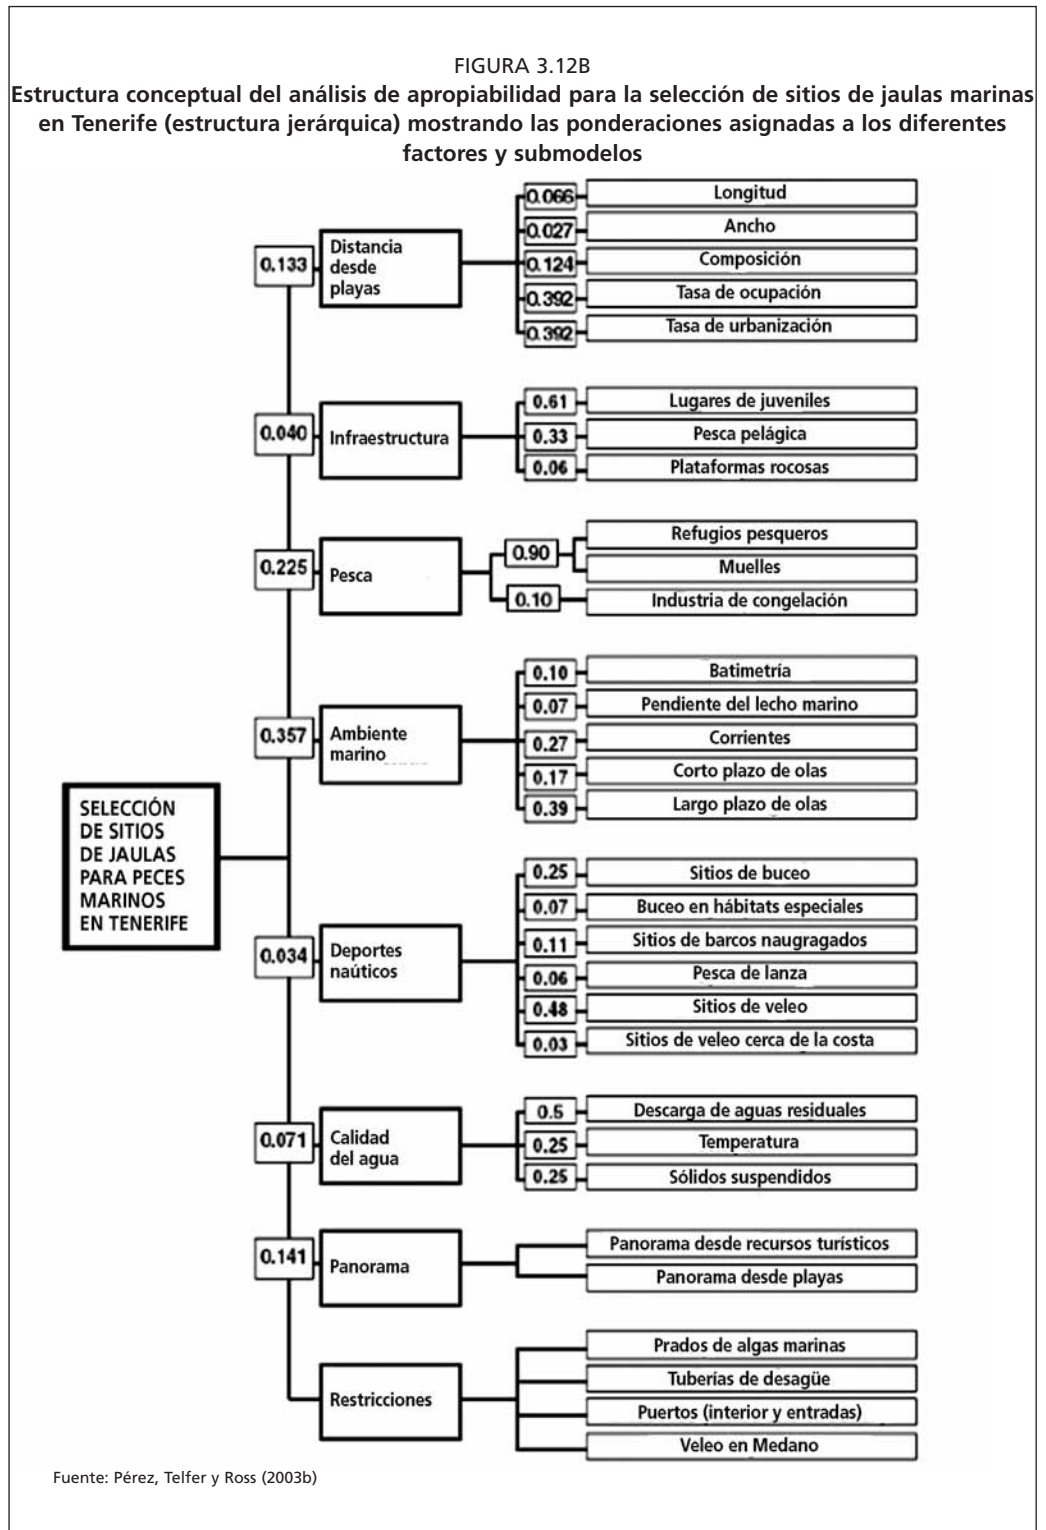 FIGURA 3.12B
Estructura conceptual del análisis de apropiabilidad para la selección de sitios de jaulas marinas
en Tenerife (estructura jerárquica) mostrando las ponderaciones asignadas a los diferentes
factores y submodelos
SELECCIÓN
DE SITIOS
DE JAULAS
PARA PECES
MARINOS
EN TENERIFE
0.133
Distancia
desde
playas
0.066
Longitud
0.027
Ancho
0.124
Composición
0.392
Tasa de ocupación
0.392
Tasa de urbanización
0.040
Infraestructura
0.61
Lugares de juveniles
0.33
Pesca pelágica
0.06
Plataformas rocosas
0.225
Pesca
0.90
Refugios pesqueros
Muelles
0.10
Industria de congelación
0.357
Ambiente
marino
0.10
Batimetría
0.07
Pendiente del lecho marino
0.27
Corrientes
0.17
Corto plazo de olas
0.39
Largo plazo de olas
0.034
Deportes
naúticos
0.25
Sitios de buceo
0.07
Buceo en hábitats especiales
0.11
Sitios de barcos naugragados
0.06
Pesca de lanza
0.48
Sitios de veleo
0.03
Sitios de veleo cerca de la costa
0.071
Calidad
del agua
0.5
Descarga de aguas residuales
0.25
Temperatura
0.25
Sólidos suspendidos
0.141
Panorama
Panorama desde recursos turísticos
Panorama desde playas
Restricciones
Prados de algas marinas
Tuberías de desagüe
Puertos (interior y entradas)
Veleo en Medano
Fuente: Pérez, Telfer y Ross (2003b)